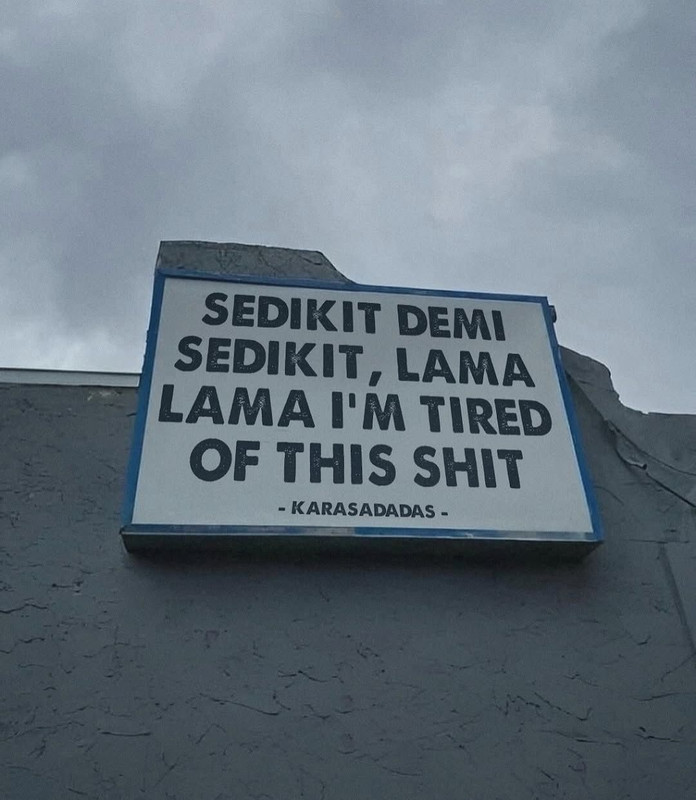 SEDIKIT DEMI
SEDIKIT, LAMA
LAMA I'M TIRED
OF THIS SHIT
- KARASADADAS -